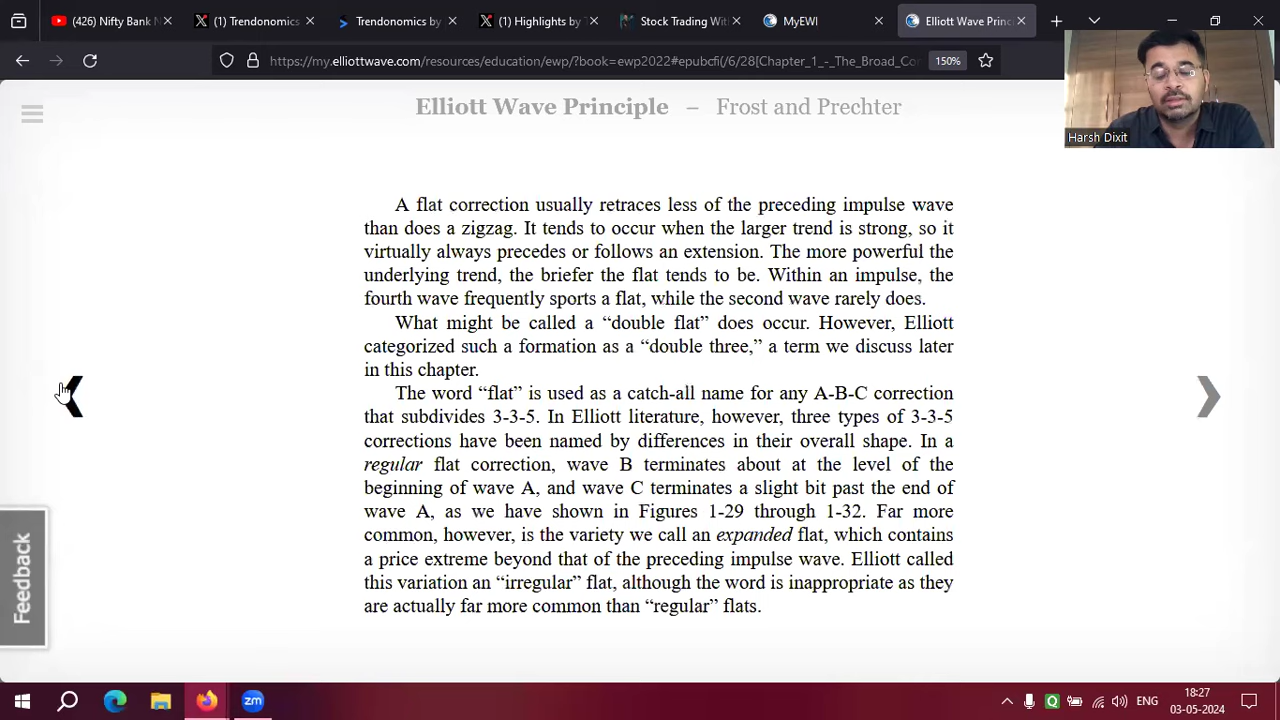 (426) Nifty Bank N
(1) Trendonomics
Trendonomics by
(1) Highlights by
Stock Trading Wit
MyEWI
Elliott Wave Princ
https://my.elliottwave.com/resources/education/ewp/?book=ewp2022#epubcfi(/6/28[Chapter_1_-_The_Broad_Con
150%
Harsh Dixit
Elliott Wave Principle – Frost and Prechter
A flat correction usually retraces less of the preceding impulse wave
than does a zigzag. It tends to occur when the larger trend is strong, so it
virtually always precedes or follows an extension. The more powerful the
underlying trend, the briefer the flat tends to be. Within an impulse, the
fourth wave frequently sports a flat, while the second wave rarely does.
What might be called a “double flat” does occur. However, Elliott
categorized such a formation as a “double three,” a term we discuss later
in this chapter.
The word “flat” is used as a catch-all name for any A-B-C correction
that subdivides 3-3-5. In Elliott literature, however, three types of 3-3-5
corrections have been named by differences in their overall shape. In a
regular flat correction, wave B terminates about at the level of the
beginning of wave A, and wave C terminates a slight bit past the end of
wave A, as we have shown in Figures 1-29 through 1-32. Far more
common, however, is the variety we call an expanded flat, which contains
a price extreme beyond that of the preceding impulse wave. Elliott called
this variation an “irregular” flat, although the word is inappropriate as they
are actually far more common than “regular” flats.
Feedback
zm
ENG
18:27
03-05-2024